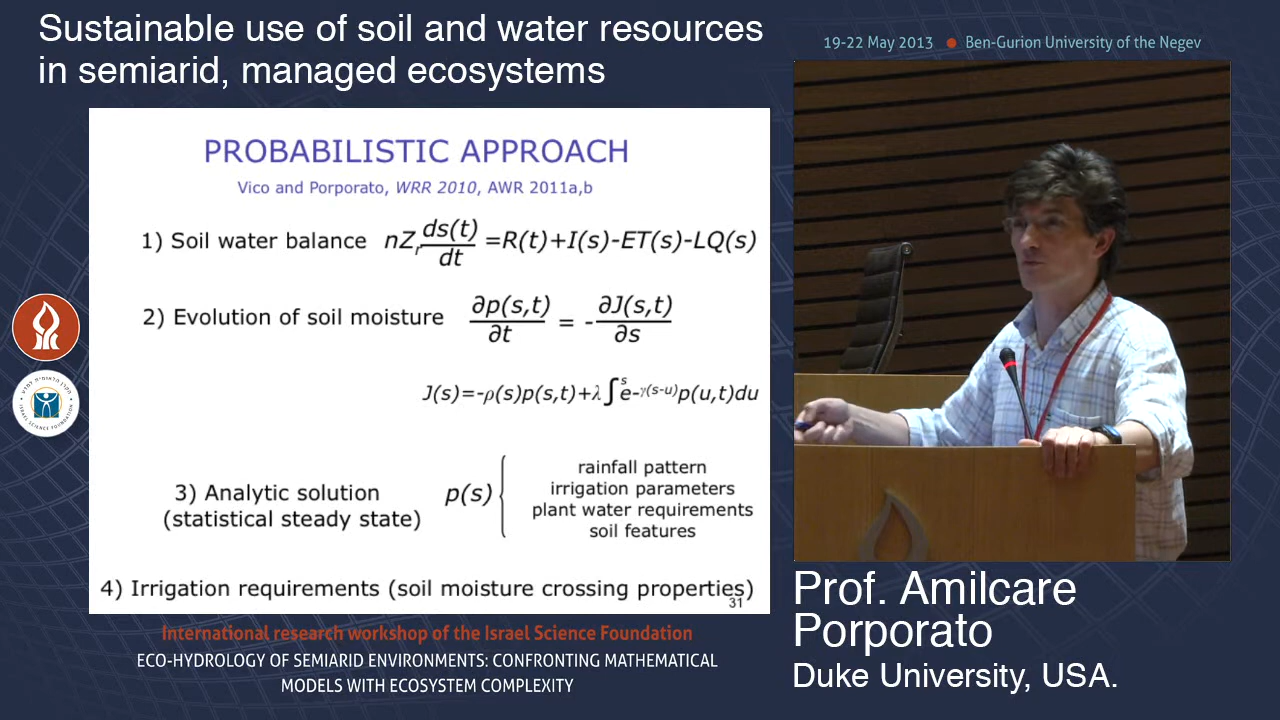 Sustainable use of soil and water resources
in semiarid, managed ecosystems
19-22 May 2013 ● Ben-Gurion University of the Negev
PROBABILISTIC APPROACH
Vico and Porporato, WRR 2010, AWR 2011a,b
1) Soil water balance nZᵣ ds(t)/dt =R(t)+I(s)-ET(s)-LQ(s)
2) Evolution of soil moisture ∂p(s,t)/∂t = -∂J(s,t)/∂s
J(s)=-ρ(s)p(s,t)+λ∫ˢe-γ(s-u)p(u,t)du
3) Analytic solution
(statistical steady state)
p(s) {
rainfall pattern
irrigation parameters
plant water requirements
soil features
4) Irrigation requirements (soil moisture crossing properties)
31
International research workshop of the Israel Science Foundation
ECO-HYDROLOGY OF SEMIARID ENVIRONMENTS: CONFRONTING MATHEMATICAL
MODELS WITH ECOSYSTEM COMPLEXITY
Prof. Amilcare
Porporato
Duke University, USA.
ISRAEL SCIENCE FOUNDATION